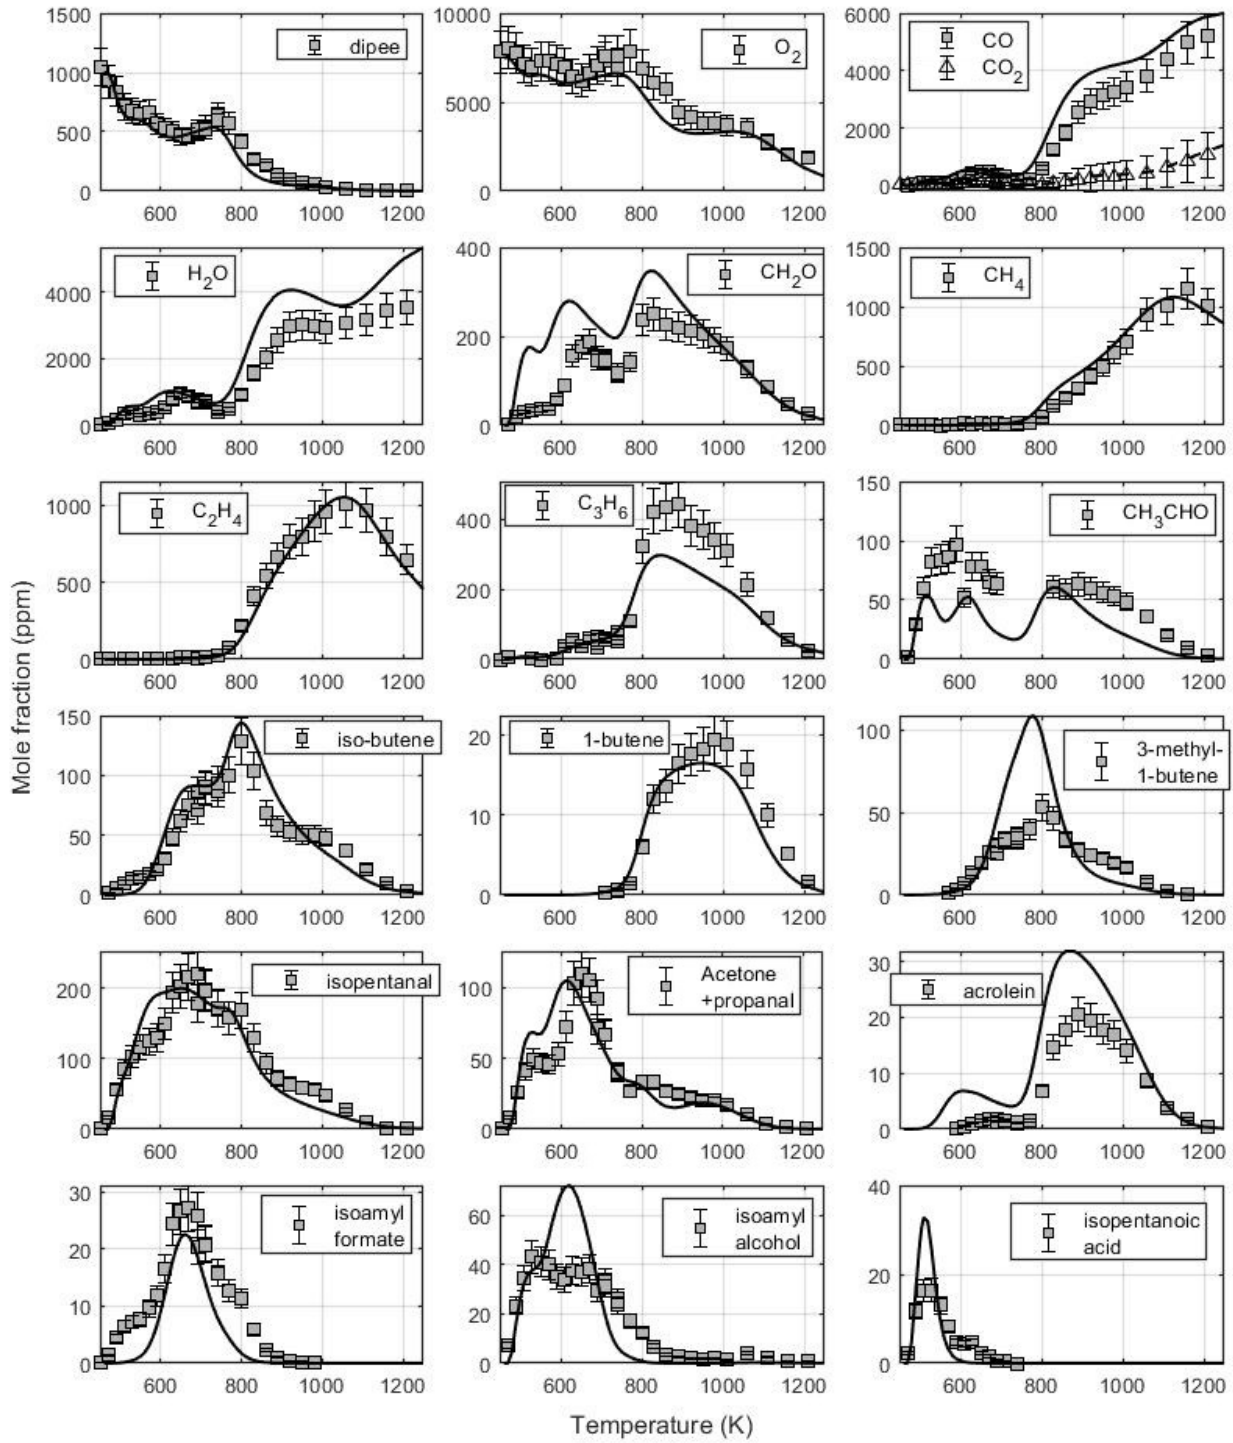 1500
1000
500
0
dipee
600 800 1000 1200
10000
5000
0
O2
600 800 1000 1200
6000
4000
2000
0
CO
CO2
600 800 1000 1200
4000
2000
0
H2O
600 800 1000 1200
400
200
0
CH2O
600 800 1000 1200
1500
1000
500
0
CH4
600 800 1000 1200
1000
500
0
C2H4
600 800 1000 1200
400
200
0
C3H6
600 800 1000 1200
150
100
50
0
CH3CHO
600 800 1000 1200
Mole fraction (ppm)
150
100
50
0
iso-butene
600 800 1000 1200
20
10
0
1-butene
600 800 1000 1200
100
50
0
3-methyl-
1-butene
600 800 1000 1200
200
100
0
isopentanal
600 800 1000 1200
100
50
0
Acetone
+propanal
600 800 1000 1200
30
20
10
0
acrolein
600 800 1000 1200
30
20
10
0
isoamyl
formate
600 800 1000 1200
60
40
20
0
isoamyl
alcohol
600 800 1000 1200
40
20
0
isopentanoic
acid
600 800 1000 1200
Temperature (K)